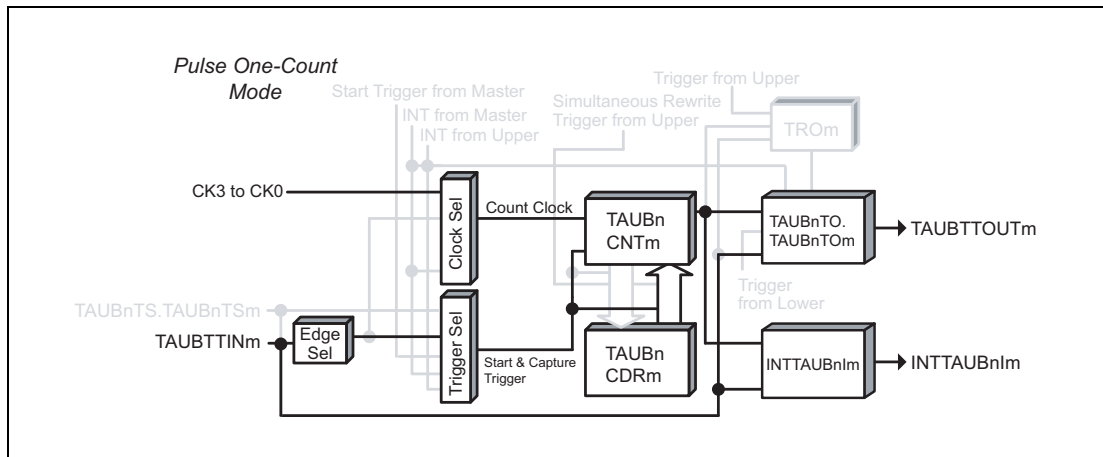 Pulse One-Count
Mode
Trigger from Upper
Start Trigger from Master
Simultaneous Rewrite
Trigger from Upper
INT from Master
INT from Upper
TROm
CK3 to CK0
Clock Sel
Count Clock
TAUBn
CNTm
TAUBnTO.
TAUBnTOm
TAUBTTOUTm
Trigger
from Lower
TAUBnTS.TAUBnTSm
TAUBTTINm
Edge
Sel
Trigger Sel
Start & Capture
Trigger
TAUBn
CDRm
INTTAUBnIm
INTTAUBnIm